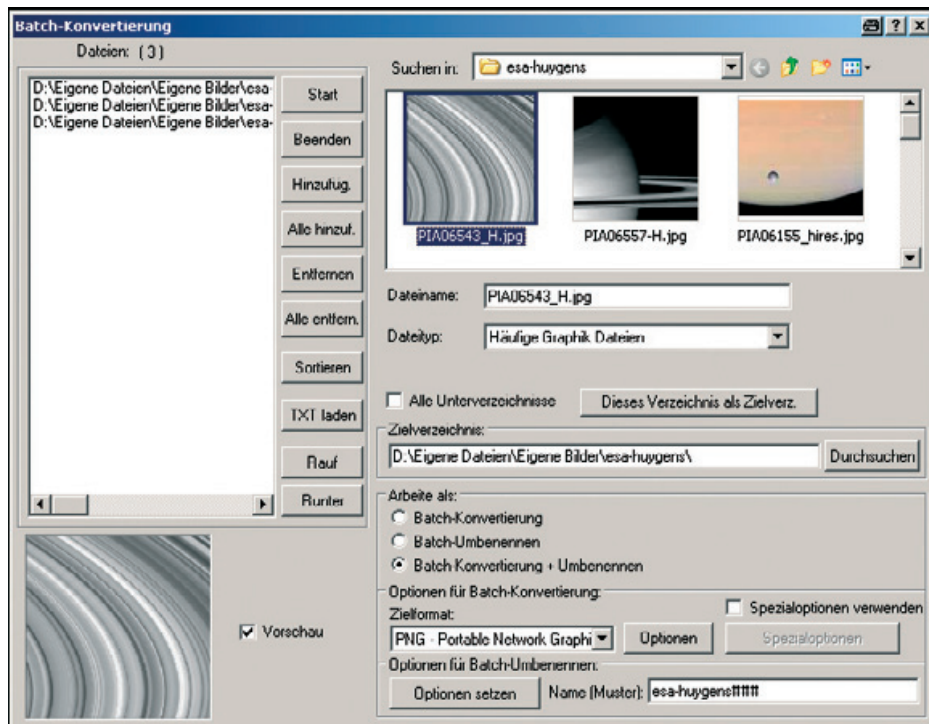 Batch-Konvertierung
Dateien: ( 3 )
D:\Eigene Dateien\Eigene Bilder\esa-
D:\Eigene Dateien\Eigene Bilder\esa-
D:\Eigene Dateien\Eigene Bilder\esa-
Start
Beenden
Hinzufüg.
Alle hinzuf.
Entfernen
Alle entfern.
Sortieren
TXT laden
Rauf
Runter
Vorschau
Suchen in: esa-huygens
PIA06543_H.jpg PIA06557-H.jpg PIA06155_hires.jpg
Dateiname: PIA06543_H.jpg
Dateityp: Häufige Graphik Dateien
Alle Unterverzeichnisse Dieses Verzeichnis als Zielverz.
Zielverzeichnis:
D:\Eigene Dateien\Eigene Bilder\esa-huygens\ Durchsuchen
Arbeite als:
Batch-Konvertierung
Batch-Umbenennen
Batch Konvertierung + Umbenennen
Optionen für Batch-Konvertierung:
Spezialoptionen verwenden
Zielformat:
PNG - Portable Network Graphi Optionen Spezialoptionen
Optionen für Batch-Umbenennen:
Optionen setzen Name (Muster): esa-huygens####